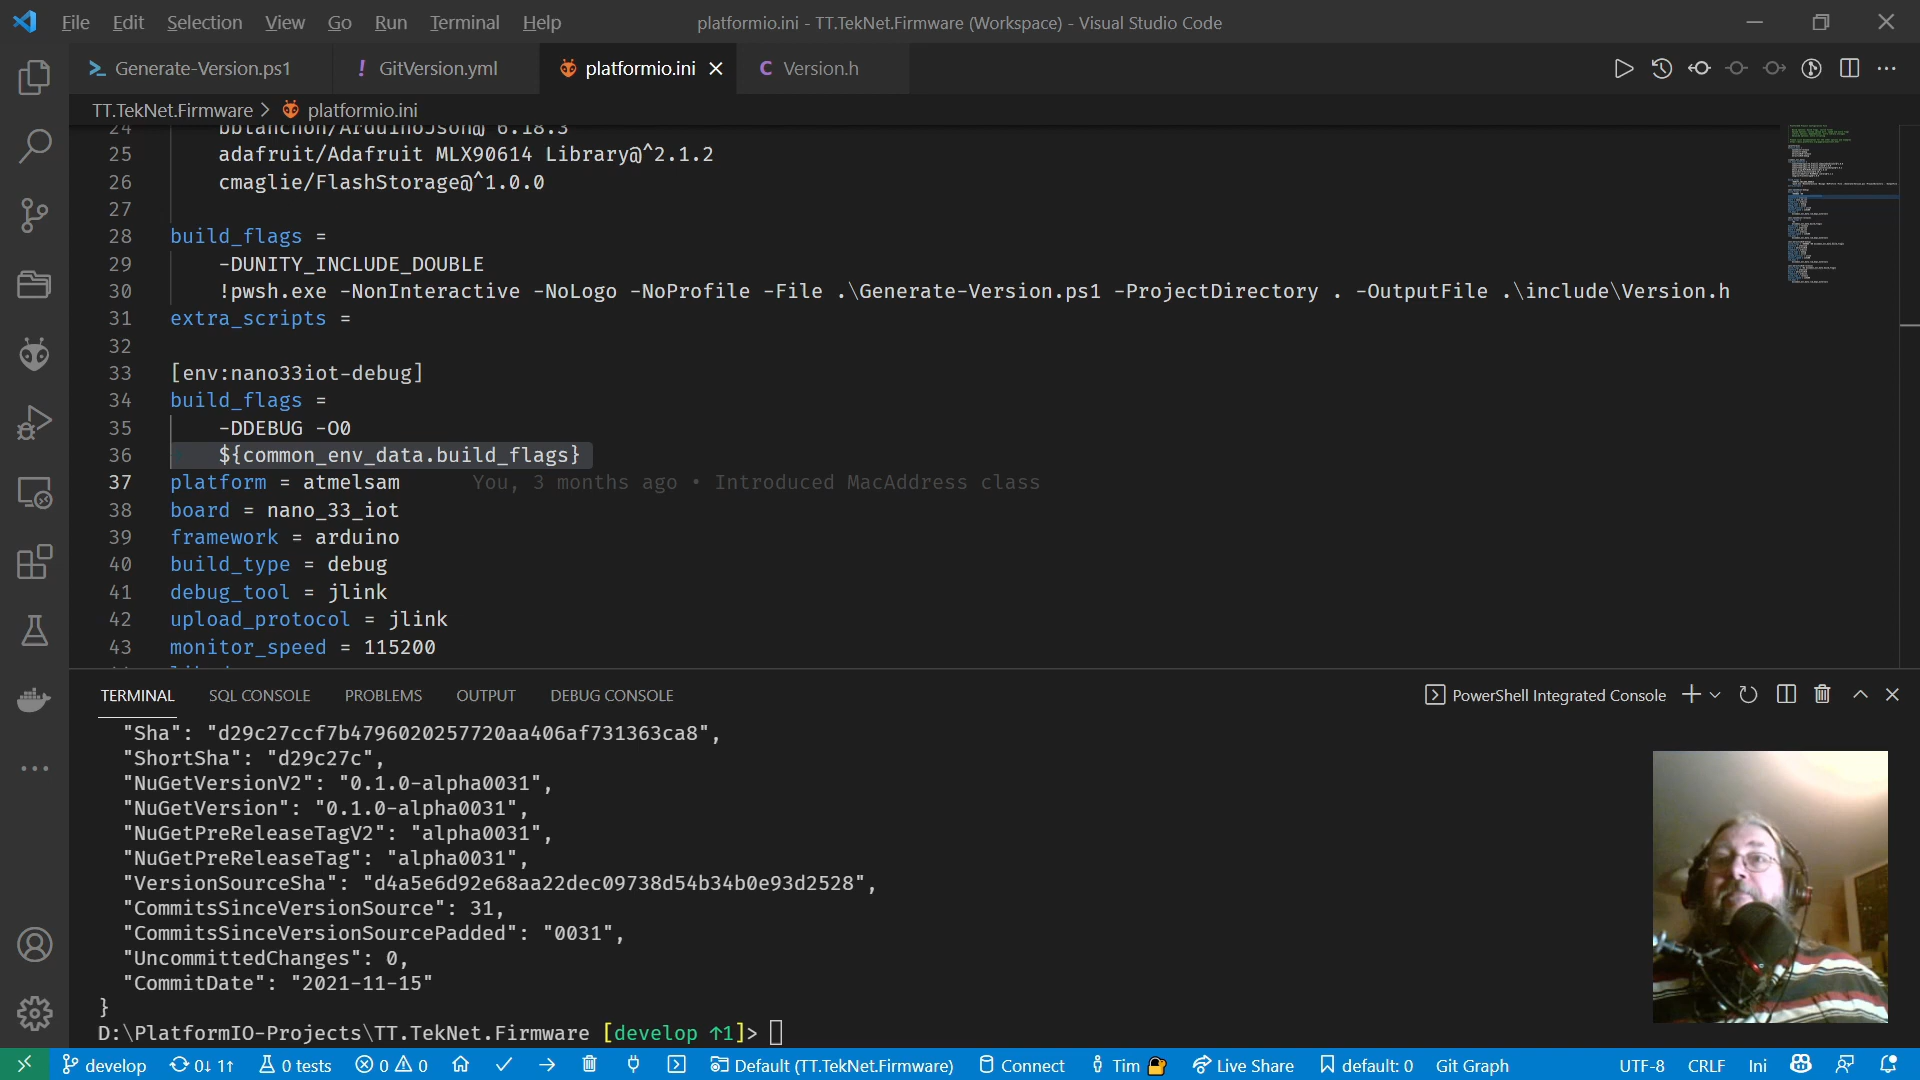 File Edit Selection View Go Run Terminal Help platformio.ini - TT.TekNet.Firmware (Workspace) - Visual Studio Code
Generate-Version.ps1 GitVersion.yml platformio.ini Version.h
TT.TekNet.Firmware > platformio.ini
24 bblanchon/ArduinoJson@ 6.18.3
25 adafruit/Adafruit MLX90614 Library@^2.1.2
26 cmaglie/FlashStorage@^1.0.0
27
28 build_flags =
29 -DUNITY_INCLUDE_DOUBLE
30 !pwsh.exe -NonInteractive -NoLogo -NoProfile -File .\Generate-Version.ps1 -ProjectDirectory . -OutputFile .\include\Version.h
31 extra_scripts =
32
33 [env:nano33iot-debug]
34 build_flags =
35 -DDEBUG -O0
36 ${common_env_data.build_flags}
37 platform = atmelsam You, 3 months ago • Introduced MacAddress class
38 board = nano_33_iot
39 framework = arduino
40 build_type = debug
41 debug_tool = jlink
42 upload_protocol = jlink
43 monitor_speed = 115200
TERMINAL SQL CONSOLE PROBLEMS OUTPUT DEBUG CONSOLE PowerShell Integrated Console
"Sha": "d29c27ccf7b4796020257720aa406af731363ca8",
"ShortSha": "d29c27c",
"NuGetVersionV2": "0.1.0-alpha0031",
"NuGetVersion": "0.1.0-alpha0031",
"NuGetPreReleaseTagV2": "alpha0031",
"NuGetPreReleaseTag": "alpha0031",
"VersionSourceSha": "d4a5e6d92e68aa22dec09738d54b34b0e93d2528",
"CommitsSinceVersionSource": 31,
"CommitsSinceVersionSourcePadded": "0031",
"UncommittedChanges": 0,
"CommitDate": "2021-11-15"
}
D:\PlatformIO-Projects\TT.TekNet.Firmware [develop ↑1]>
develop 0↓ 1↑ 0 tests 0 0 Default (TT.TekNet.Firmware) Connect Tim Live Share default: 0 Git Graph UTF-8 CRLF Ini